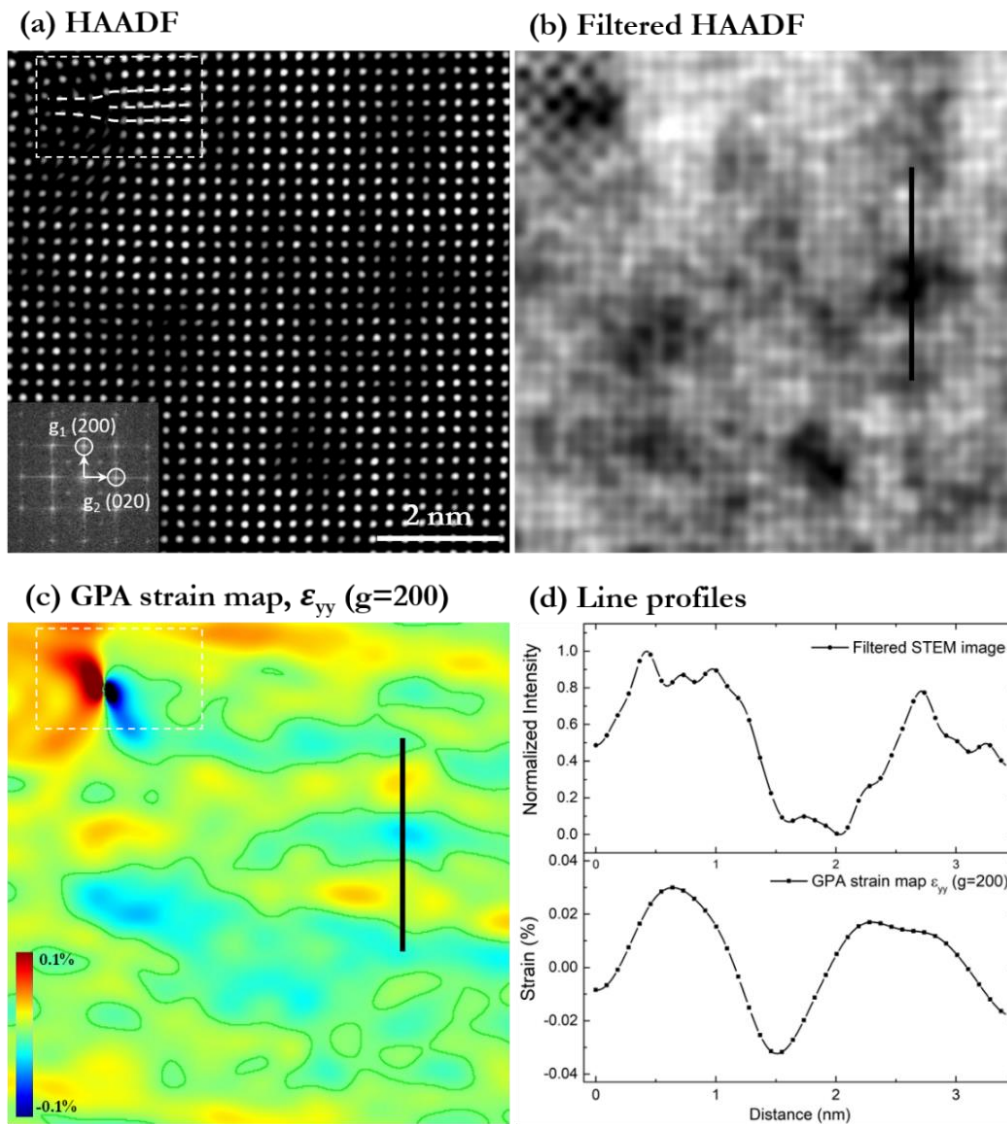 (a) HAADF
(b) Filtered HAADF
g₁ (200)
g₂ (020)
2 nm
(c) GPA strain map, εyy (g=200)
(d) Line profiles
0.1%
-0.1%
Filtered STEM image
Normalized Intensity
1.0
0.8
0.6
0.4
0.2
0.0
0
1
2
3
GPA strain map εyy (g=200)
Strain (%)
0.04
0.02
0.00
-0.02
-0.04
0
1
2
3
Distance (nm)